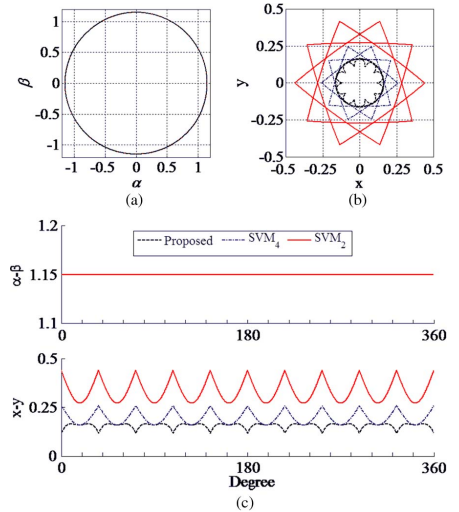 1
0.5
0
-0.5
-1
β
-1 -0.5 0 0.5 1
α
(a)
0.5
0.25
0
-0.25
-0.5
y
-0.5 -0.25 0 0.25 0.5
x
(b)
1.2
1.15
1.1
α-β
Proposed SVM4 SVM2
0 180 360
0.5
0.25
0
x-y
0 180 360
Degree
(c)